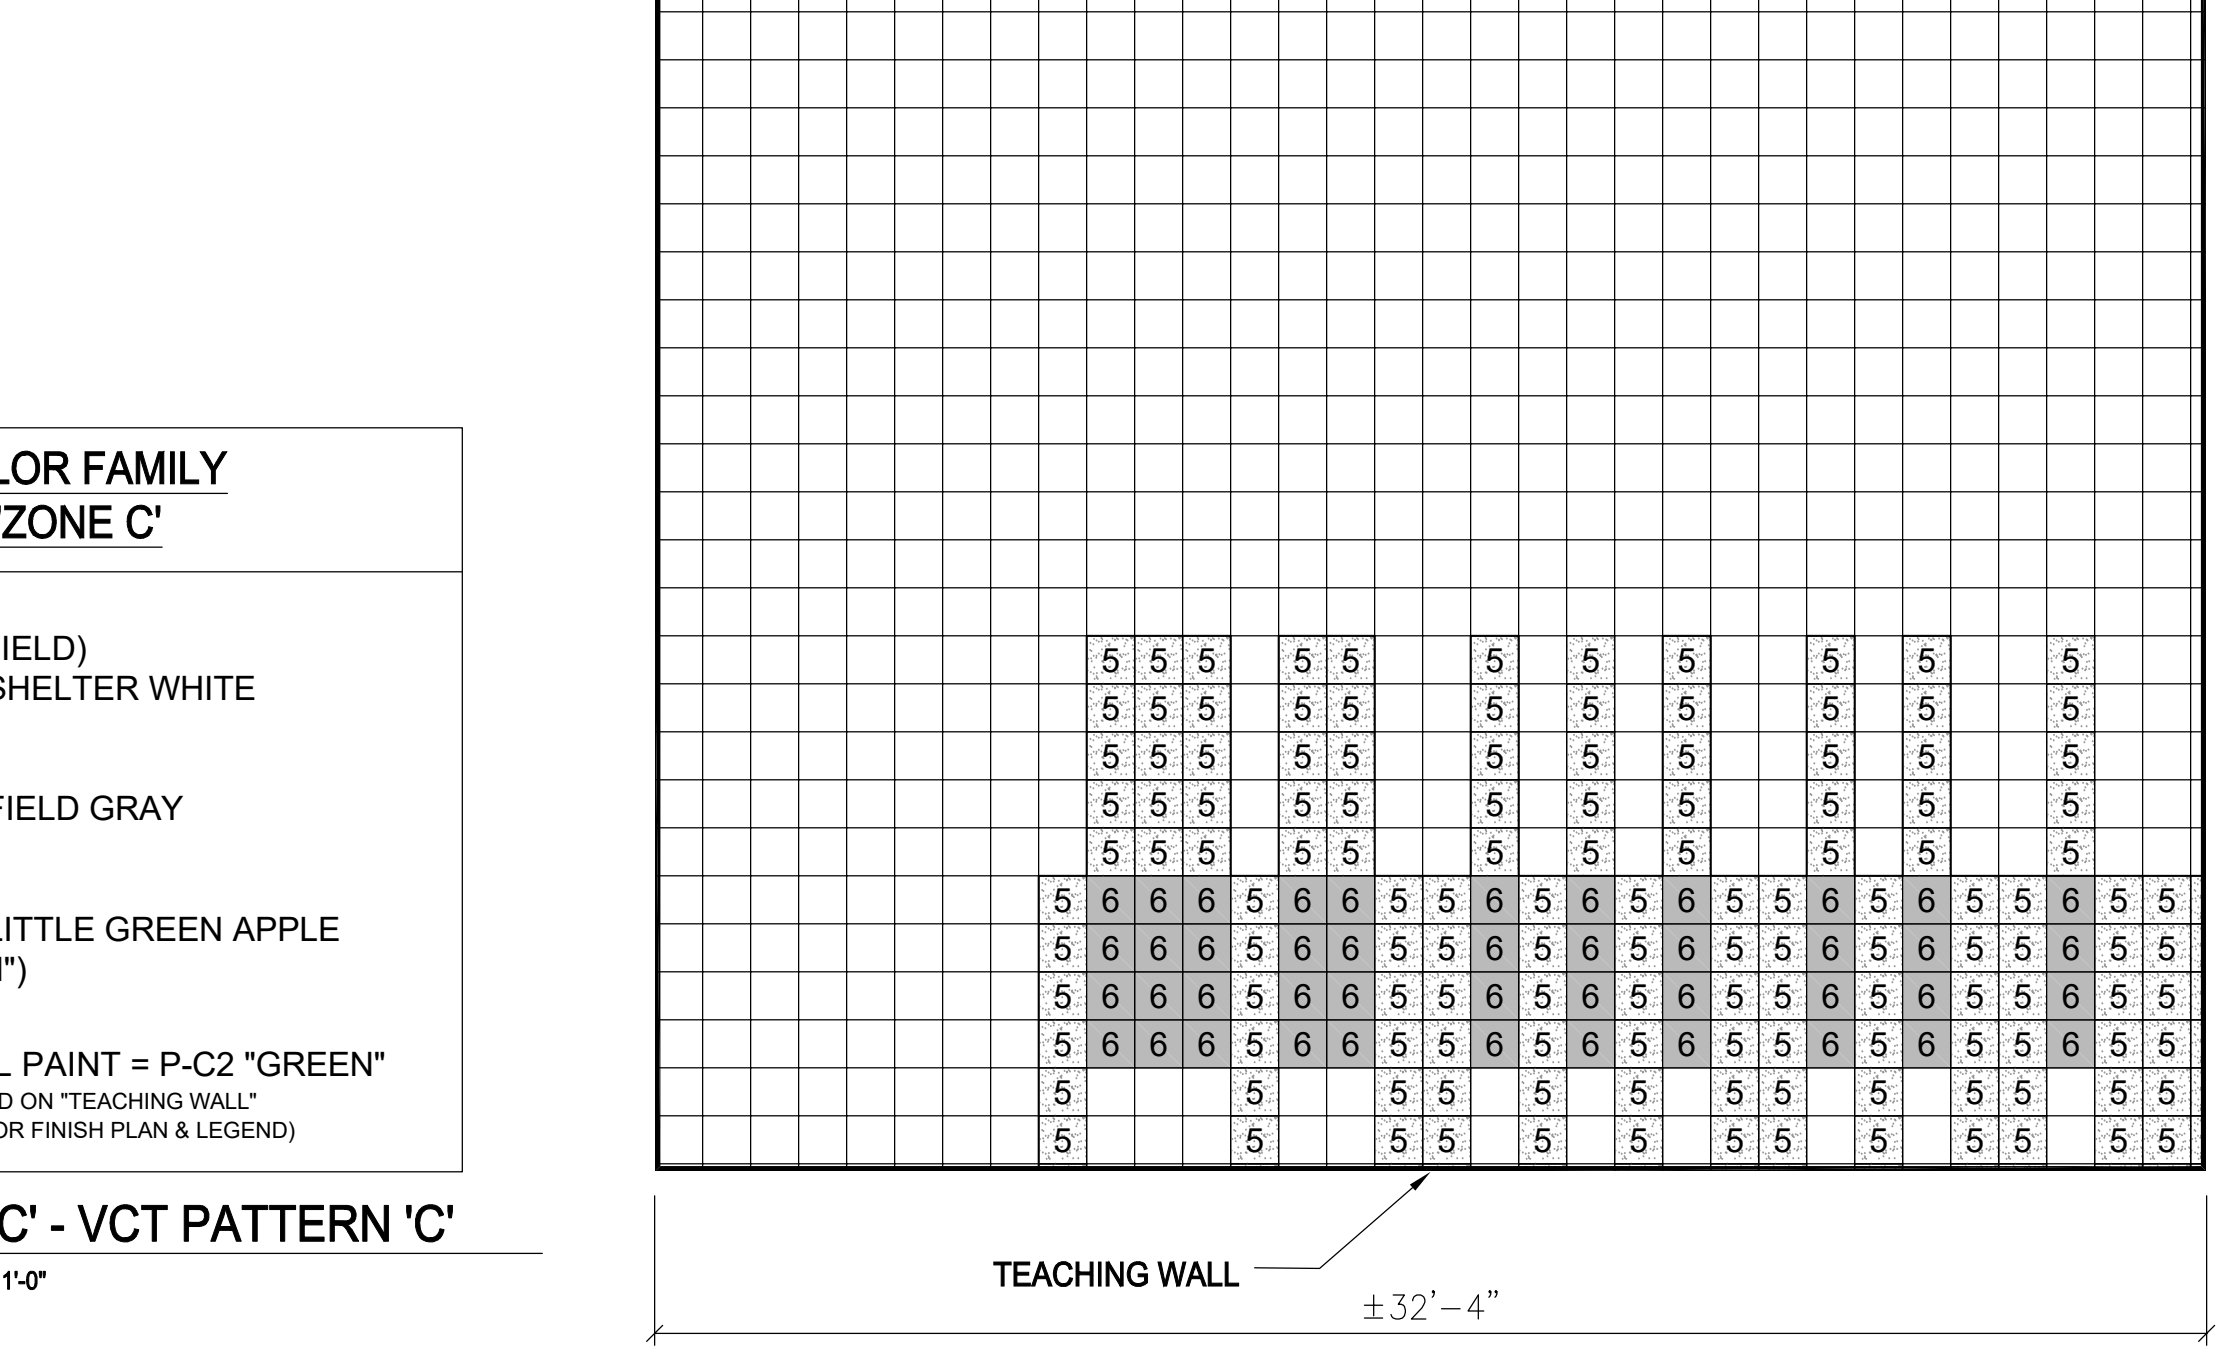 LOR FAMILY
'ZONE C'
IELD)
SHELTER WHITE
FIELD GRAY
LITTLE GREEN APPLE
")
L PAINT = P-C2 "GREEN"
D ON "TEACHING WALL"
OR FINISH PLAN & LEGEND)
C' - VCT PATTERN 'C'
1'-0"
5 5 5 5 5 5 5 5 5 5 5
5 5 5 5 5 5 5 5 5 5 5
5 5 5 5 5 5 5 5 5 5 5
5 5 5 5 5 5 5 5 5 5 5
5 5 5 5 5 5 5 5 5 5 5
5 6 6 6 5 6 6 5 5 6 5 6 5 6 5 5 6 5 6 5 5 6 5 5
5 6 6 6 5 6 6 5 5 6 5 6 5 6 5 5 6 5 6 5 5 6 5 5
5 6 6 6 5 6 6 5 5 6 5 6 5 6 5 5 6 5 6 5 5 6 5 5
5 6 6 6 5 6 6 5 5 6 5 6 5 6 5 5 6 5 6 5 5 6 5 5
5 5 5 5 5 5 5 5 5 5 5 5 5
5 5 5 5 5 5 5 5 5 5 5 5 5
TEACHING WALL
±32'-4"